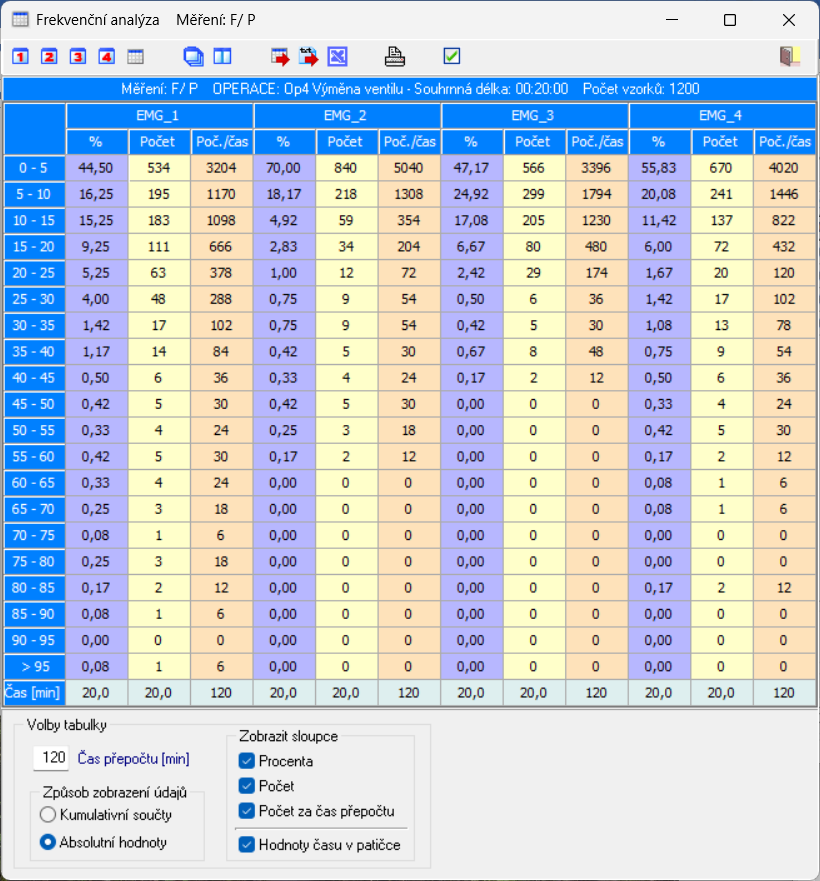 Frekvenční analýza Měření: F/ P
1 2 3 4
Měření: F/ P OPERACE: Op4 Výměna ventilu - Souhrnná délka: 00:20:00 Počet vzorků: 1200
EMG_1 EMG_2 EMG_3 EMG_4
% Počet Poč./čas % Počet Poč./čas % Počet Poč./čas % Počet Poč./čas
0 - 5 44,50 534 3204 70,00 840 5040 47,17 566 3396 55,83 670 4020
5 - 10 16,25 195 1170 18,17 218 1308 24,92 299 1794 20,08 241 1446
10 - 15 15,25 183 1098 4,92 59 354 17,08 205 1230 11,42 137 822
15 - 20 9,25 111 666 2,83 34 204 6,67 80 480 6,00 72 432
20 - 25 5,25 63 378 1,00 12 72 2,42 29 174 1,67 20 120
25 - 30 4,00 48 288 0,75 9 54 0,50 6 36 1,42 17 102
30 - 35 1,42 17 102 0,75 9 54 0,42 5 30 1,08 13 78
35 - 40 1,17 14 84 0,42 5 30 0,67 8 48 0,75 9 54
40 - 45 0,50 6 36 0,33 4 24 0,17 2 12 0,50 6 36
45 - 50 0,42 5 30 0,42 5 30 0,00 0 0 0,33 4 24
50 - 55 0,33 4 24 0,25 3 18 0,00 0 0 0,42 5 30
55 - 60 0,42 5 30 0,17 2 12 0,00 0 0 0,17 2 12
60 - 65 0,33 4 24 0,00 0 0 0,00 0 0 0,08 1 6
65 - 70 0,25 3 18 0,00 0 0 0,00 0 0 0,08 1 6
70 - 75 0,08 1 6 0,00 0 0 0,00 0 0 0,00 0 0
75 - 80 0,25 3 18 0,00 0 0 0,00 0 0 0,00 0 0
80 - 85 0,17 2 12 0,00 0 0 0,00 0 0 0,17 2 12
85 - 90 0,08 1 6 0,00 0 0 0,00 0 0 0,00 0 0
90 - 95 0,00 0 0 0,00 0 0 0,00 0 0 0,00 0 0
> 95 0,08 1 6 0,00 0 0 0,00 0 0 0,00 0 0
Čas [min] 20,0 20,0 120 20,0 20,0 120 20,0 20,0 120 20,0 20,0 120
Volby tabulky
120 Čas přepočtu [min]
Způsob zobrazení údajů
Kumulativní součty
Absolutní hodnoty
Zobrazit sloupce
Procenta
Počet
Počet za čas přepočtu
Hodnoty času v patičce